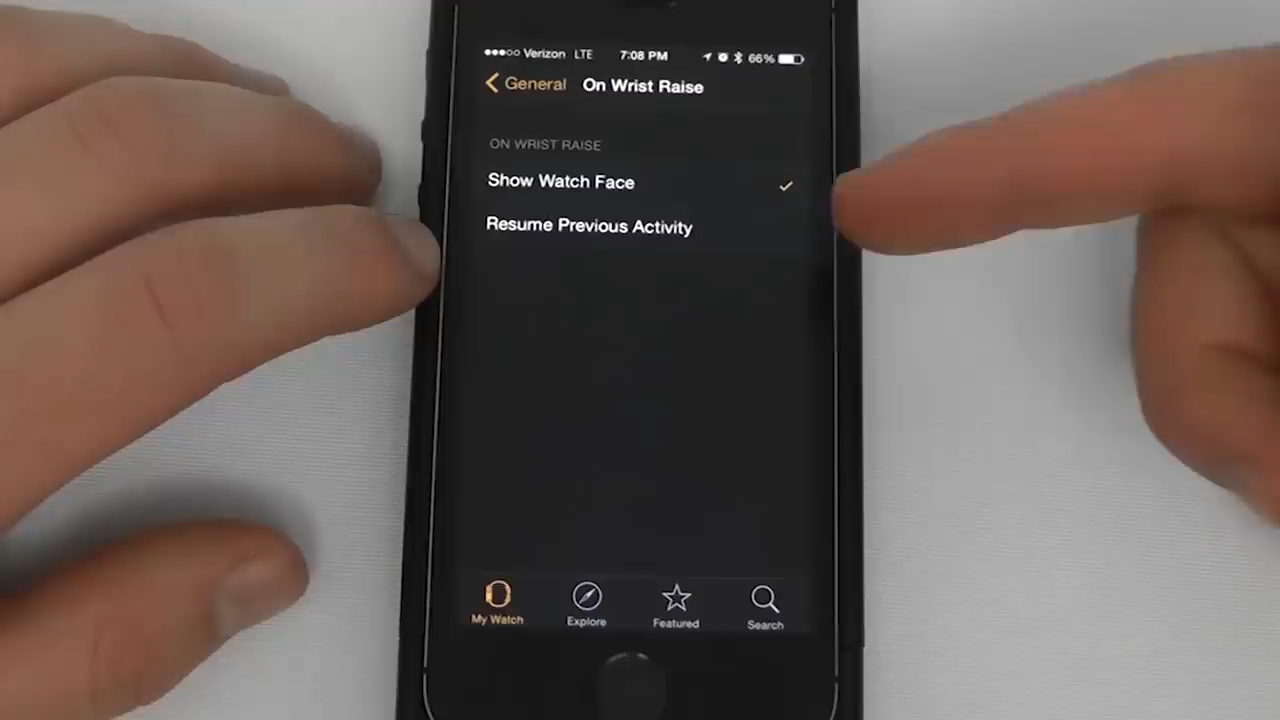 Verizon LTE 7:08 PM 66%
General On Wrist Raise
ON WRIST RAISE
Show Watch Face
Resume Previous Activity
My Watch Explore Featured Search